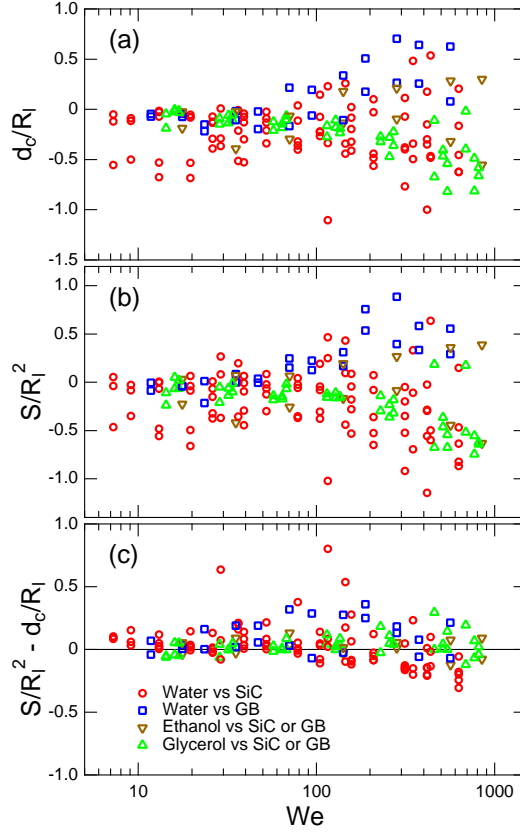 1.0
(a)
0.5
0
-0.5
-1.0
-1.5
d_c/R_l
1.0
(b)
0.5
0
-0.5
-1.0
S/R_l^2
1.0
(c)
0.5
0
-0.5
-1.0
S/R_l^2 - d_c/R_l
Water vs SiC
Water vs GB
Ethanol vs SiC or GB
Glycerol vs SiC or GB
10 100 1000
We